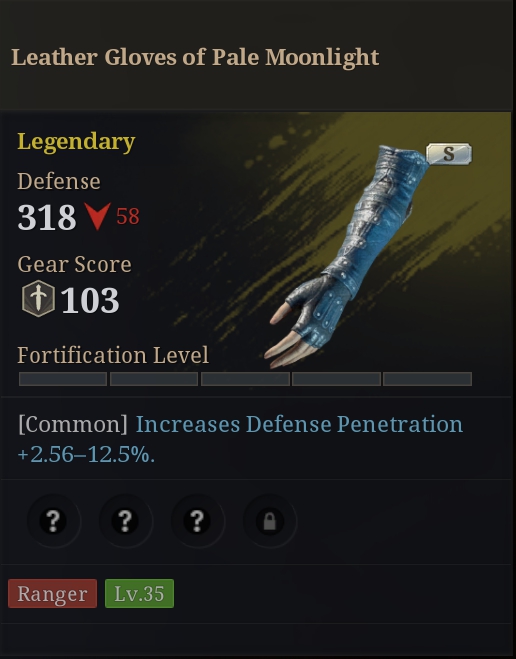 Leather Gloves of Pale Moonlight
Legendary
S
Defense
318 58
Gear Score
103
Fortification Level
[Common] Increases Defense Penetration
+2.56–12.5%.
? ? ?
Ranger Lv.35